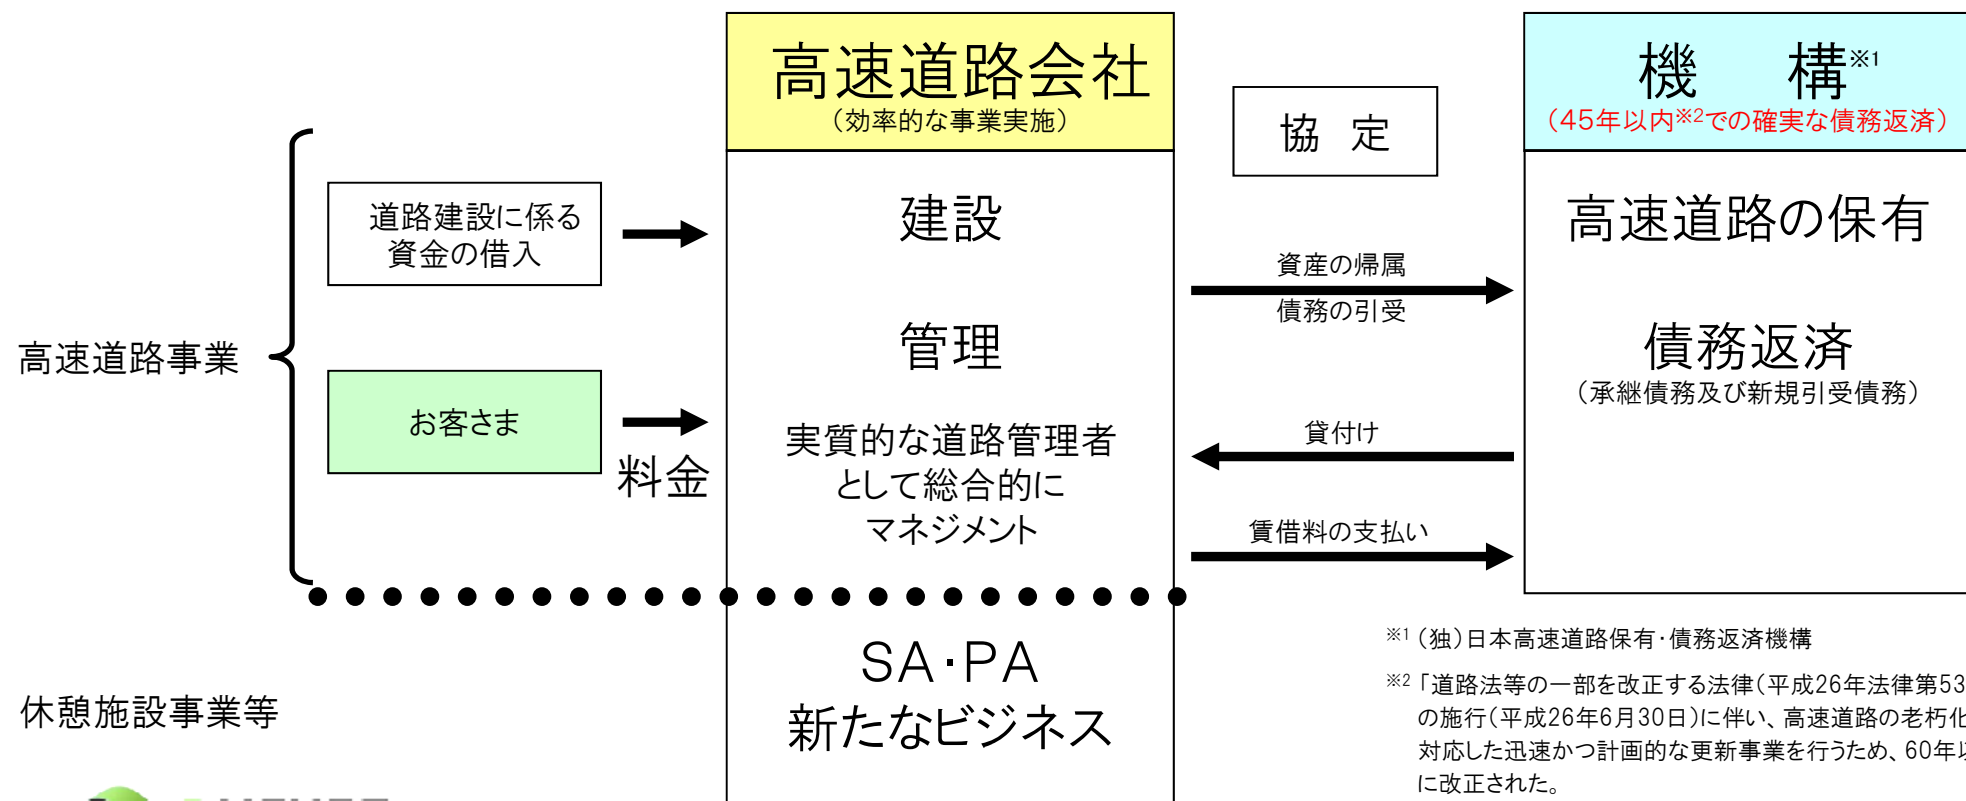 高速道路会社
（効率的な事業実施）
機　構※1
（45年以内※2での確実な債務返済）
協　定
道路建設に係る
資金の借入
建設
高速道路の保有
資産の帰属
債務の引受
管理
債務返済
（承継債務及び新規引受債務）
高速道路事業
お客さま
料金
実質的な道路管理者
として総合的に
マネジメント
貸付け
賃借料の支払い
SA・PA
新たなビジネス
休憩施設事業等
※1（独）日本高速道路保有・債務返済機構
※2「道路法等の一部を改正する法律（平成26年法律第53
の施行（平成26年6月30日）に伴い、高速道路の老朽化
対応した迅速かつ計画的な更新事業を行うため、60年以
に改正された。